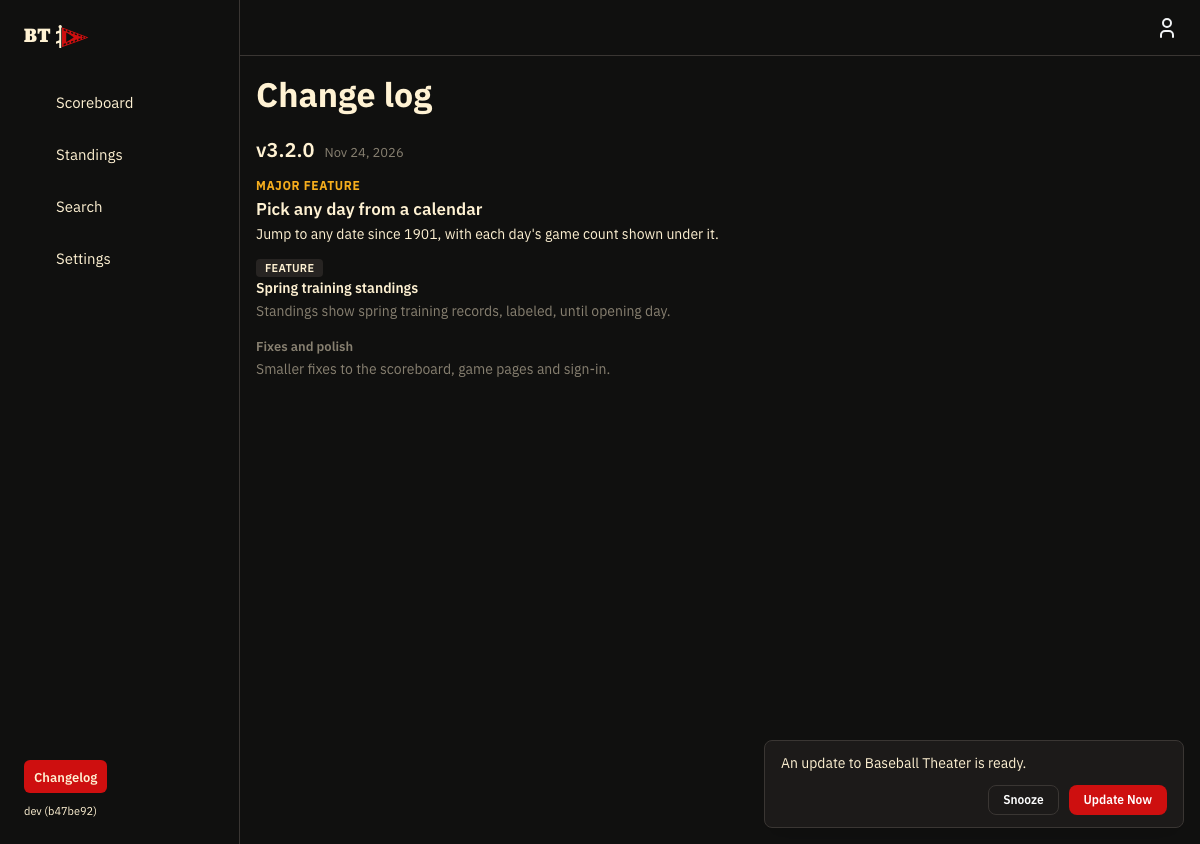 BT
Scoreboard
Standings
Search
Settings
Change log
v3.2.0 Nov 24, 2026
MAJOR FEATURE
Pick any day from a calendar
Jump to any date since 1901, with each day's game count shown under it.
FEATURE
Spring training standings
Standings show spring training records, labeled, until opening day.
Fixes and polish
Smaller fixes to the scoreboard, game pages and sign-in.
Changelog
dev (b47be92)
An update to Baseball Theater is ready.
Snooze Update Now